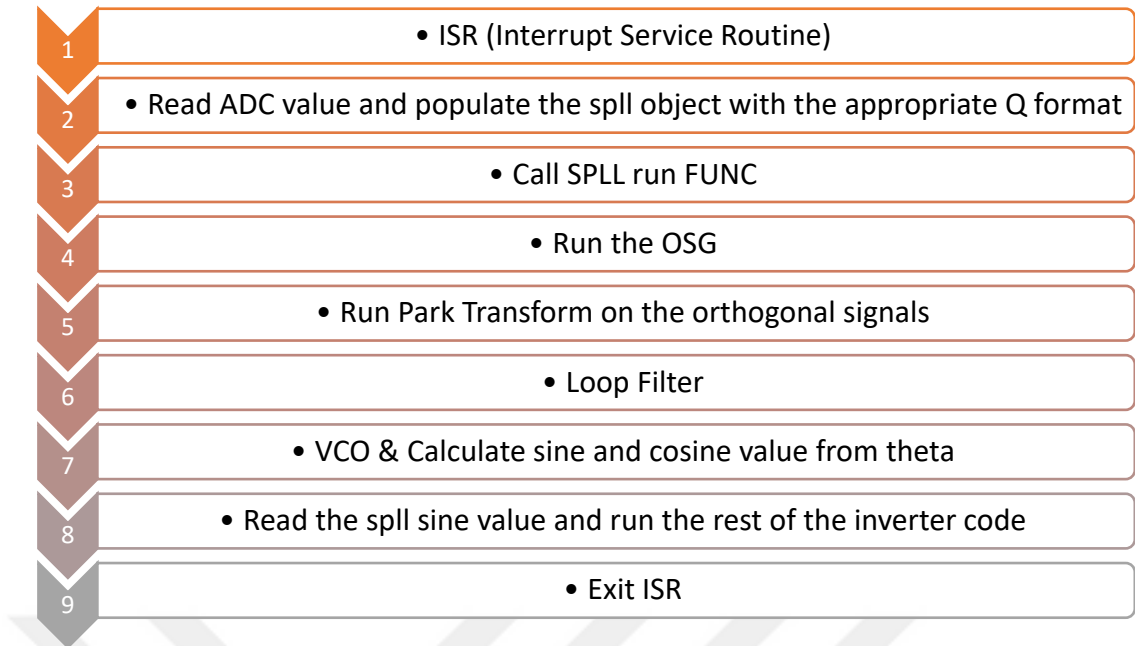 1 • ISR (Interrupt Service Routine)
2 • Read ADC value and populate the spll object with the appropriate Q format
3 • Call SPLL run FUNC
4 • Run the OSG
5 • Run Park Transform on the orthogonal signals
6 • Loop Filter
7 • VCO & Calculate sine and cosine value from theta
8 • Read the spll sine value and run the rest of the inverter code
9 • Exit ISR